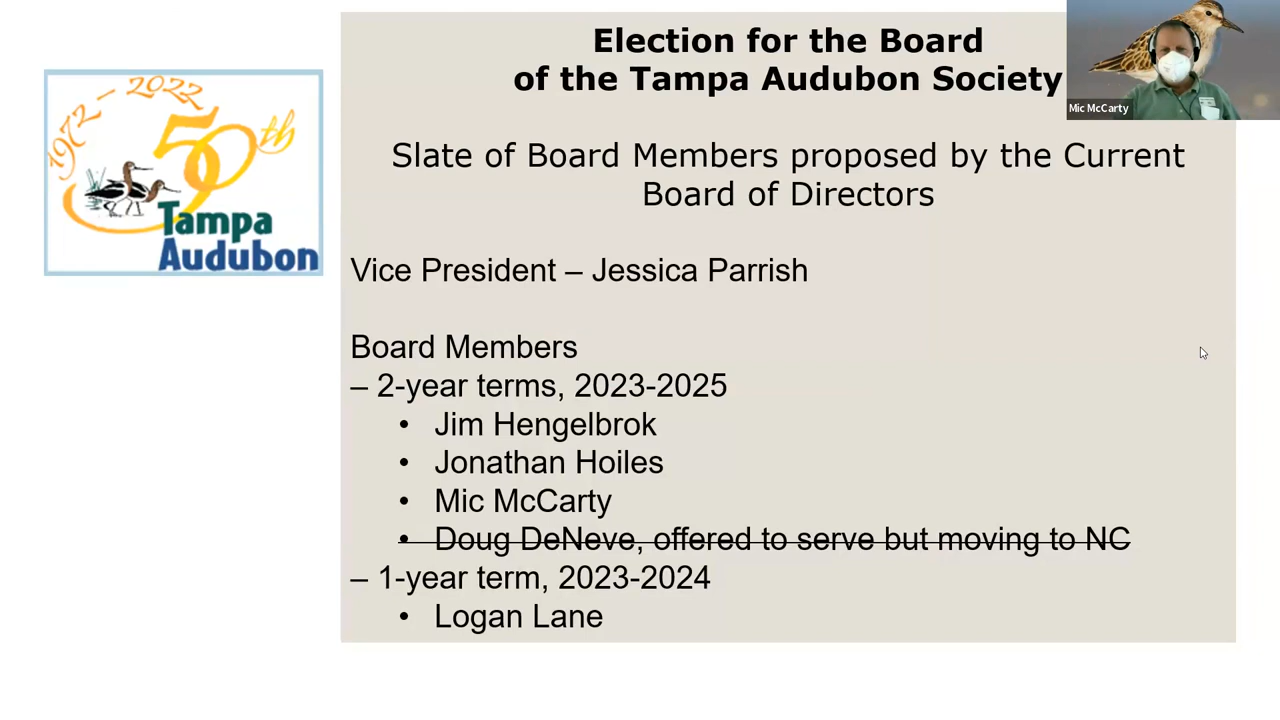 Election for the Board
of the Tampa Audubon Society
Mic McCarty
1972 - 2022
50th
Tampa
Audubon
Slate of Board Members proposed by the Current
Board of Directors
Vice President – Jessica Parrish
Board Members
– 2-year terms, 2023-2025
• Jim Hengelbrok
• Jonathan Hoiles
• Mic McCarty
• Doug DeNeve, offered to serve but moving to NC
– 1-year term, 2023-2024
• Logan Lane